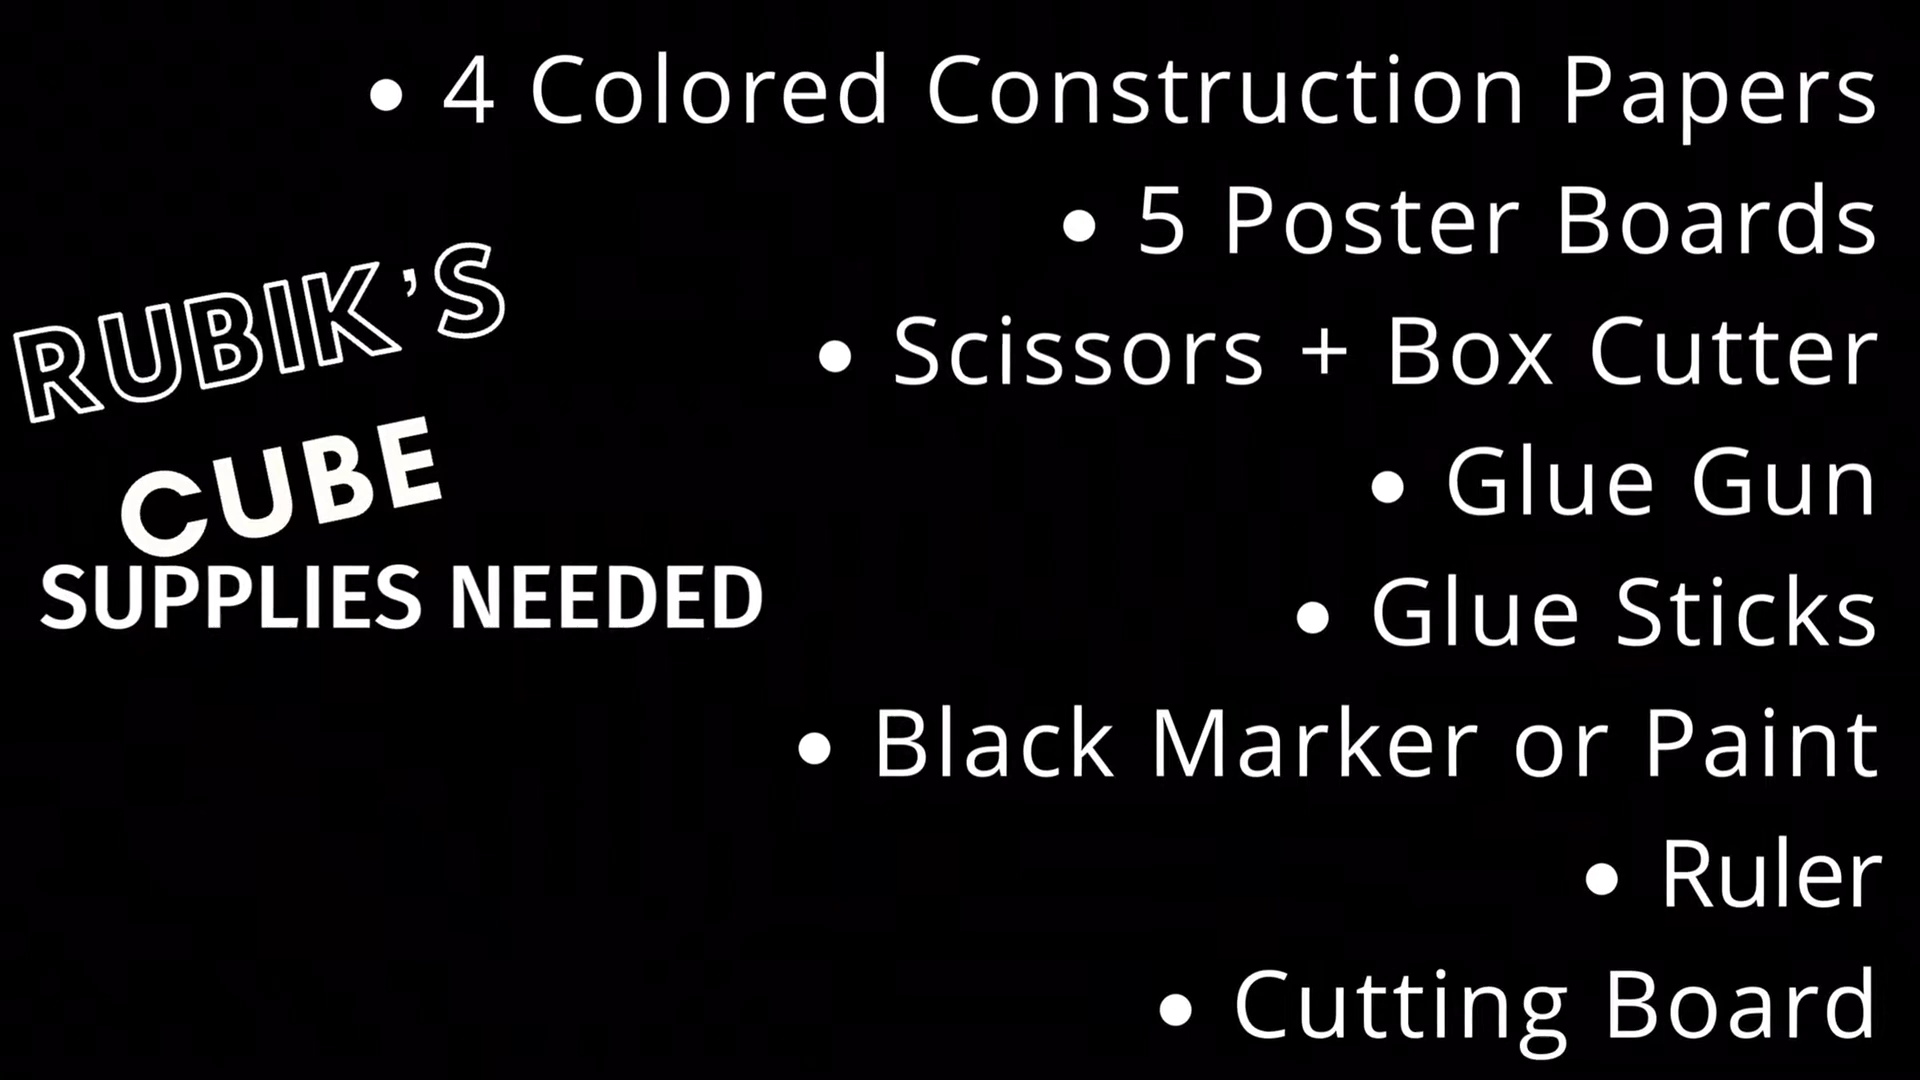 RUBIK'S
CUBE
SUPPLIES NEEDED
• 4 Colored Construction Papers
• 5 Poster Boards
• Scissors + Box Cutter
• Glue Gun
• Glue Sticks
• Black Marker or Paint
• Ruler
• Cutting Board